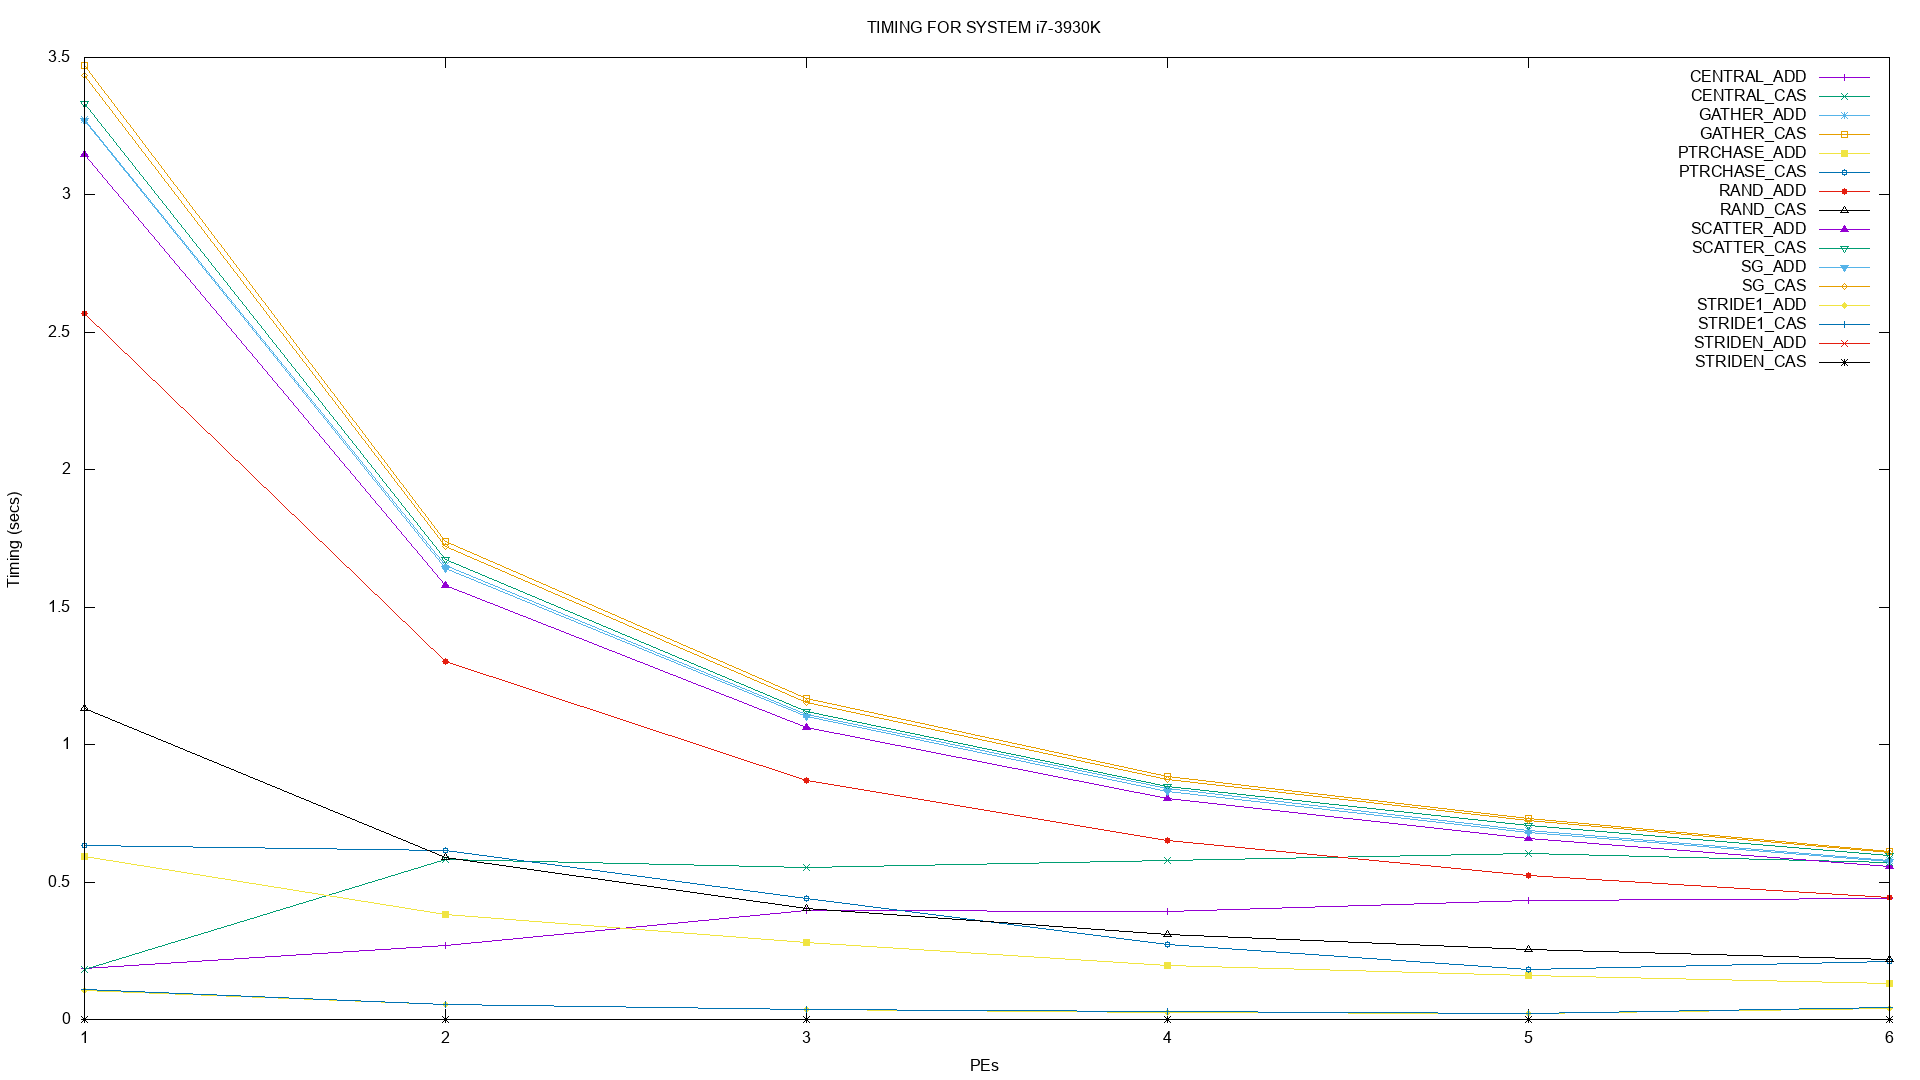 TIMING FOR SYSTEM i7-3930K
3.5
3
2.5
2
1.5
1
0.5
0
Timing (secs)
CENTRAL_ADD
CENTRAL_CAS
GATHER_ADD
GATHER_CAS
PTRCHASE_ADD
PTRCHASE_CAS
RAND_ADD
RAND_CAS
SCATTER_ADD
SCATTER_CAS
SG_ADD
SG_CAS
STRIDE1_ADD
STRIDE1_CAS
STRIDEN_ADD
STRIDEN_CAS
1 2 3 4 5 6
PEs